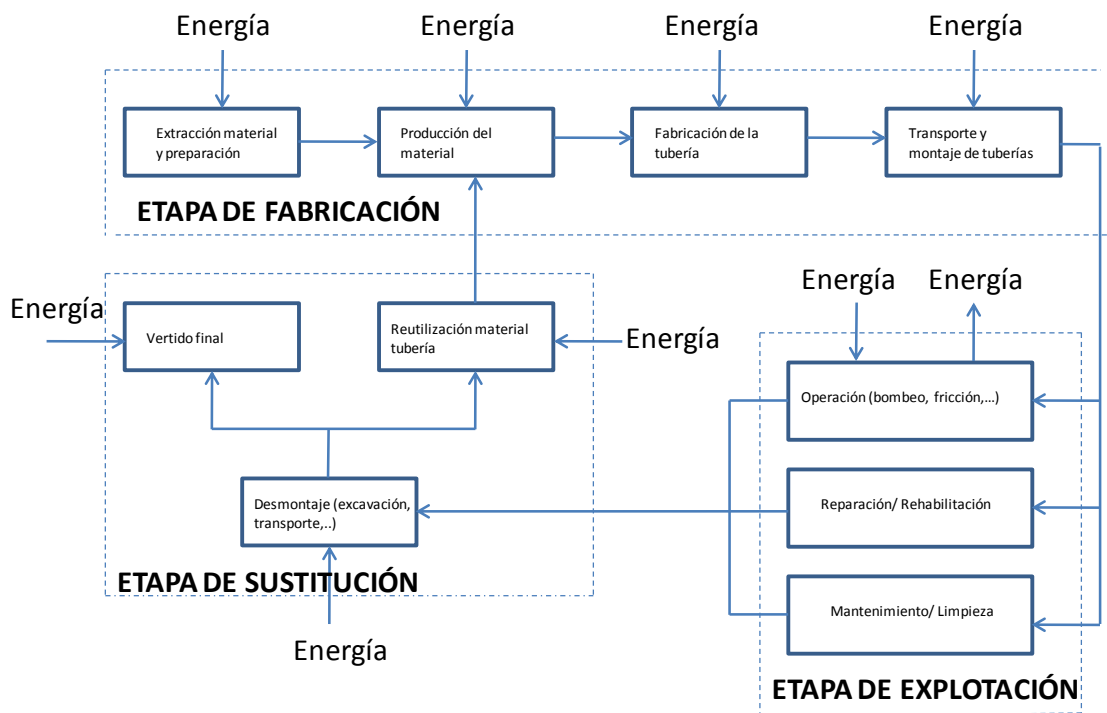 Energía
Energía
Energía
Energía
Extracción material
y preparación
Producción del
material
Fabricación de la
tubería
Transporte y
montaje de tuberías
ETAPA DE FABRICACIÓN
Energía
Energía
Energía
Vertido final
Reutilización material
tubería
Energía
Operación (bombeo, fricción,...)
Desmontaje (excavación,
transporte,..)
Reparación/ Rehabilitación
ETAPA DE SUSTITUCIÓN
Mantenimiento/ Limpieza
Energía
ETAPA DE EXPLOTACIÓN